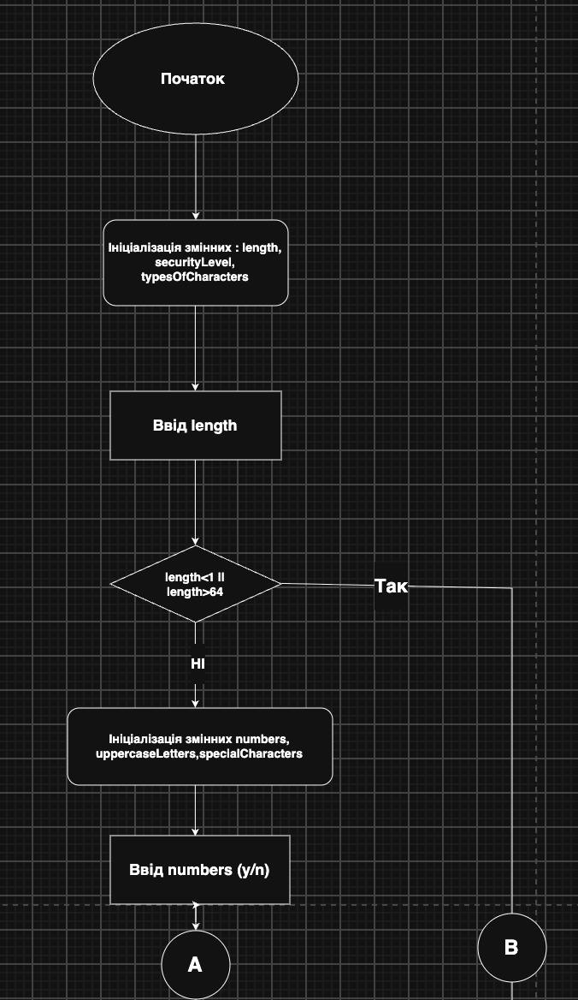 Початок
Ініціалізація змінних : length,
securityLevel,
typesOfCharacters
Ввід length
length<1 ||
length>64
Так
НІ
Ініціалізація змінних numbers,
uppercaseLetters,specialCharacters
Ввід numbers (y/n)
A
B